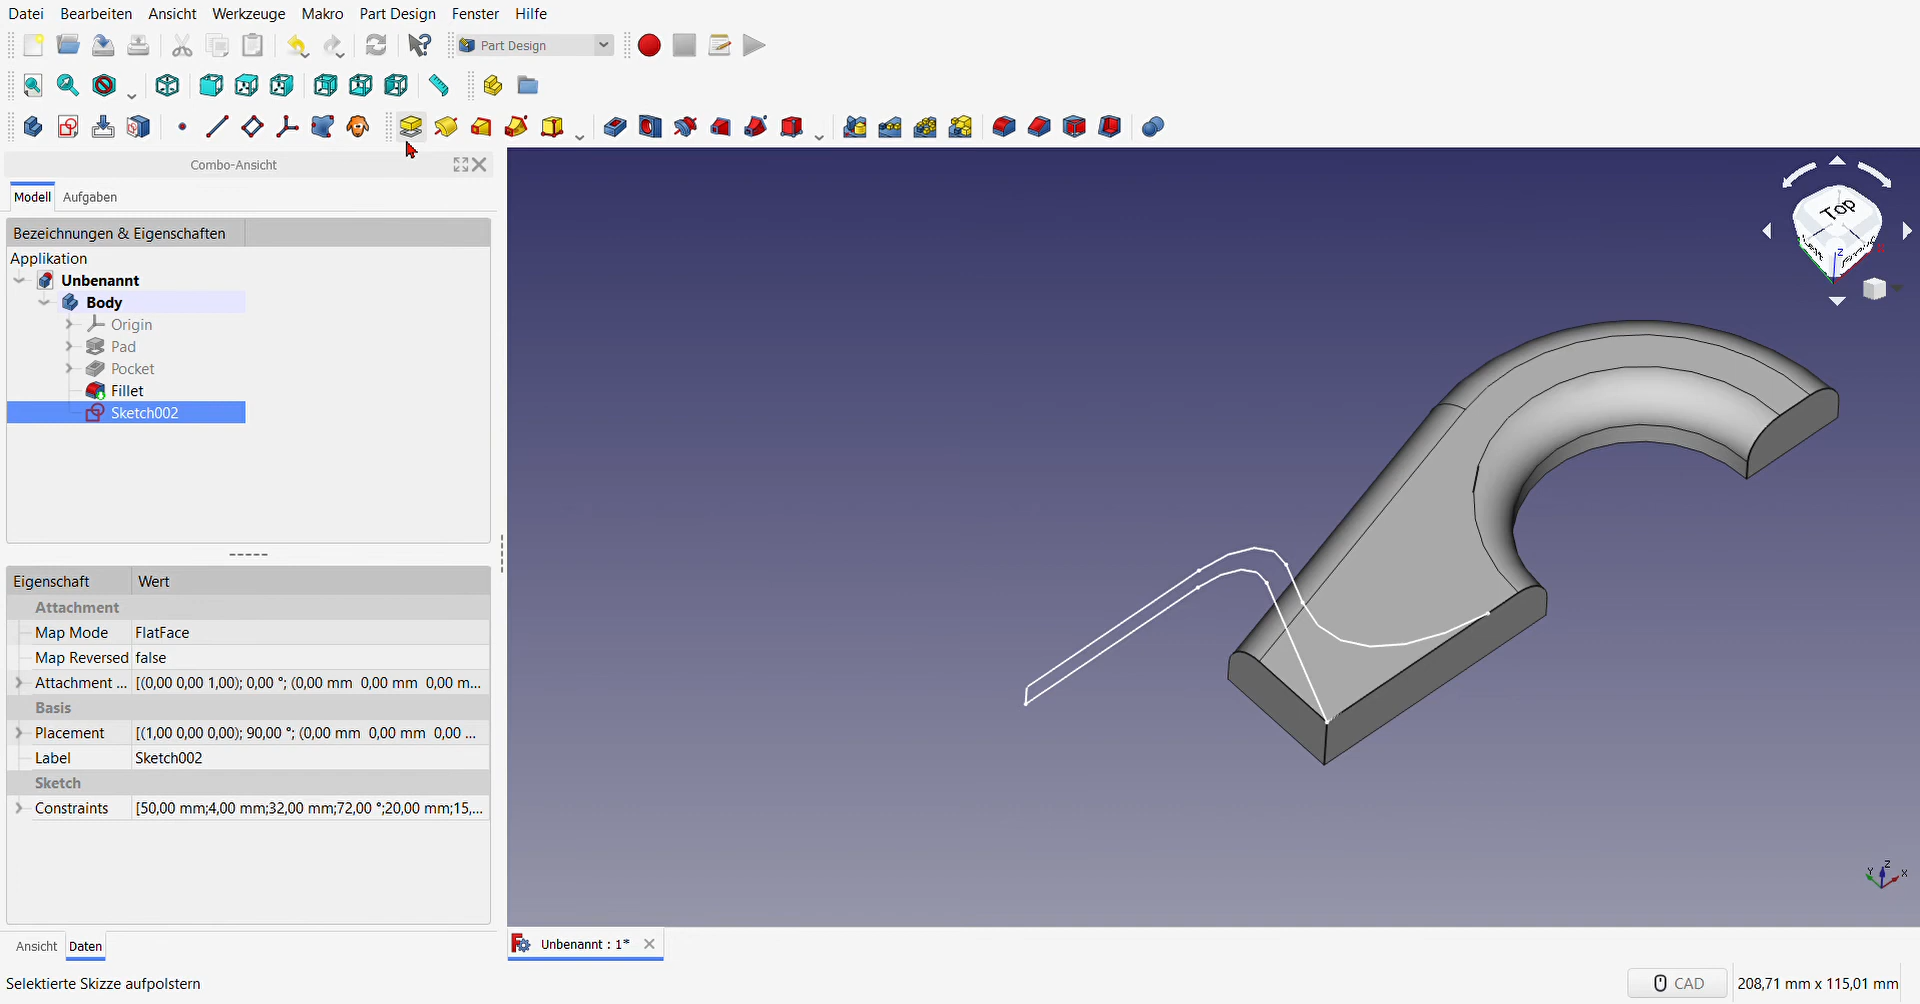 Datei Bearbeiten Ansicht Werkzeuge Makro Part Design Fenster Hilfe
Part Design
Combo-Ansicht
Modell Aufgaben
Bezeichnungen & Eigenschaften
Applikation
Unbenannt
Body
Origin
Pad
Pocket
Fillet
Sketch002
Eigenschaft Wert
Attachment
Map Mode FlatFace
Map Reversed false
Attachment ... [(0,00 0,00 1,00); 0,00 °; (0,00 mm 0,00 mm 0,00 m...
Basis
Placement [(1,00 0,00 0,00); 90,00 °; (0,00 mm 0,00 mm 0,00 ...
Label Sketch002
Sketch
Constraints [50,00 mm;4,00 mm;32,00 mm;72,00 °;20,00 mm;15,...
Ansicht Daten
Top
Z
X
Y Z X
Unbenannt : 1*
Selektierte Skizze aufpolstern
CAD 208,71 mm x 115,01 mm